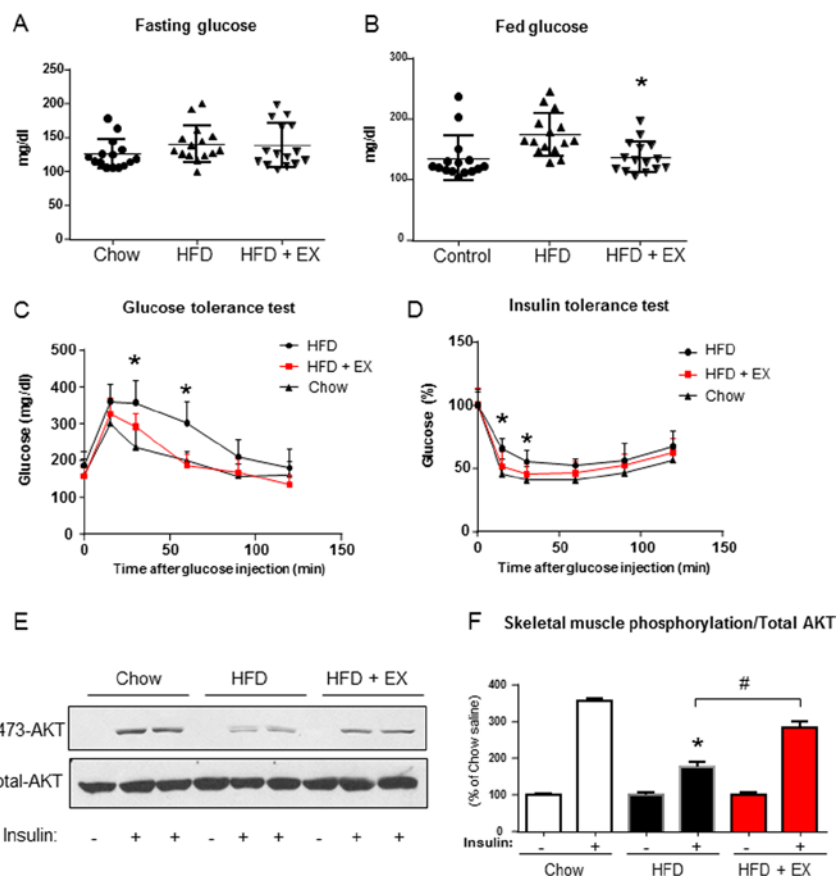 A
Fasting glucose
mg/dl
250
200
150
100
50
0
Chow HFD HFD + EX
B
Fed glucose
*
mg/dl
300
200
100
0
Control HFD HFD + EX
C
Glucose tolerance test
HFD
HFD + EX
Chow
* *
Glucose (mg/dl)
500
400
300
200
100
0
0 50 100 150
Time after glucose injection (min)
D
Insulin tolerance test
HFD
HFD + EX
Chow
* *
Glucose (%)
150
100
50
0
0 50 100 150
Time after glucose injection (min)
E
Chow HFD HFD + EX
473-AKT
otal-AKT
Insulin: - + + - + + - + +
F
Skeletal muscle phosphorylation/Total AKT
#
*
(% of Chow saline)
400
300
200
100
0
Insulin: - + - + - +
Chow HFD HFD + EX